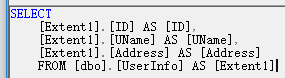 SELECT
[Extent1].[ID] AS [ID],
[Extent1].[UName] AS [UName],
[Extent1].[Address] AS [Address]
FROM [dbo].[UserInfo] AS [Extent1]